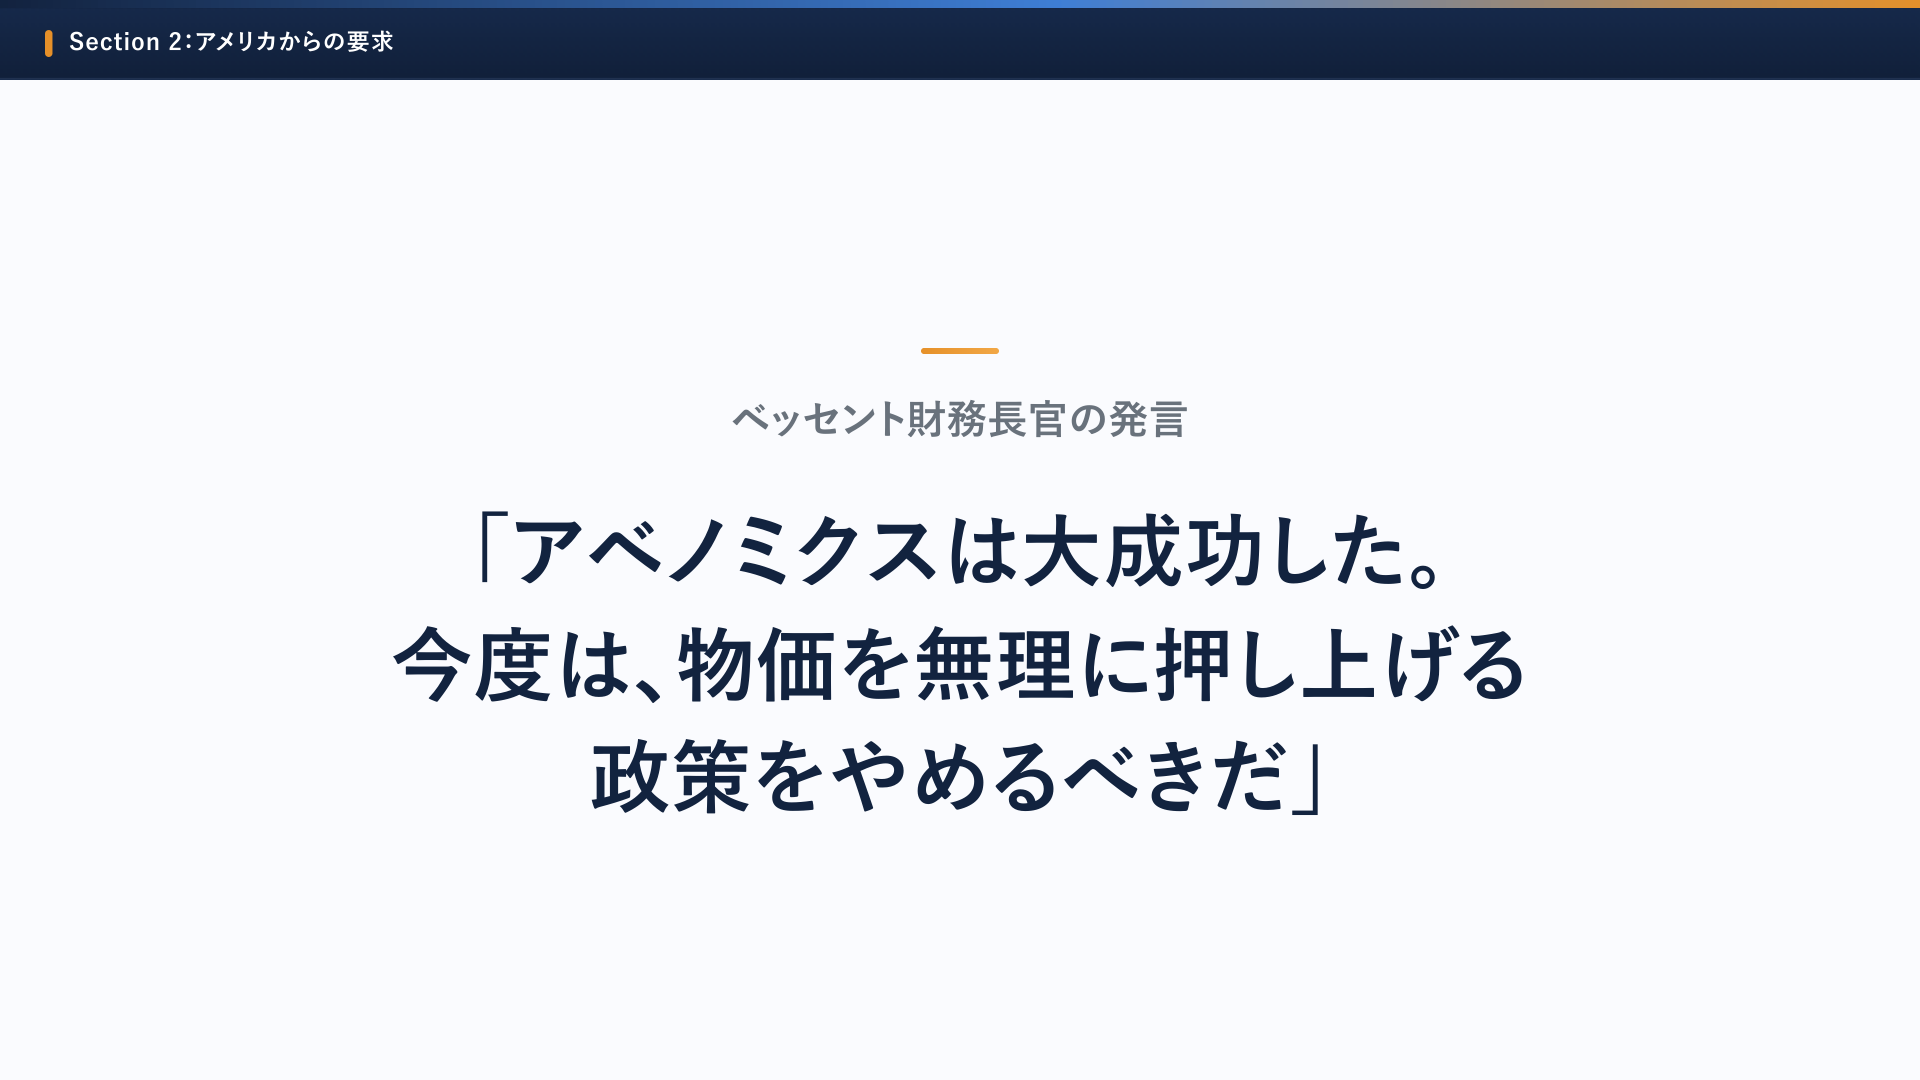 Section 2：アメリカからの要求
ベッセント財務長官の発言
「アベノミクスは大成功した。
今度は、物価を無理に押し上げる
政策をやめるべきだ」